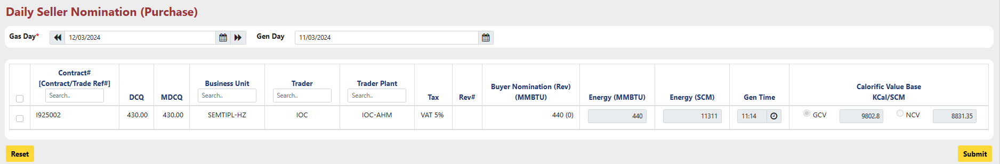 Daily Seller Nomination (Purchase)
Gas Day* 12/03/2024 Gen Day 11/03/2024
Contract#
[Contract/Trade Ref#] DCQ MDCQ Business Unit Trader Trader Plant Tax Rev# Buyer Nomination (Rev)
(MMBTU) Energy (MMBTU) Energy (SCM) Gen Time Calorific Value Base
KCal/SCM
Search.. Search.. Search.. Search..
I925002 430.00 430.00 SEMTIPL-HZ IOC IOC-AHM VAT 5% 440 (0) 440 11311 11:14 GCV 9802.8 NCV 8831.35
Reset Submit